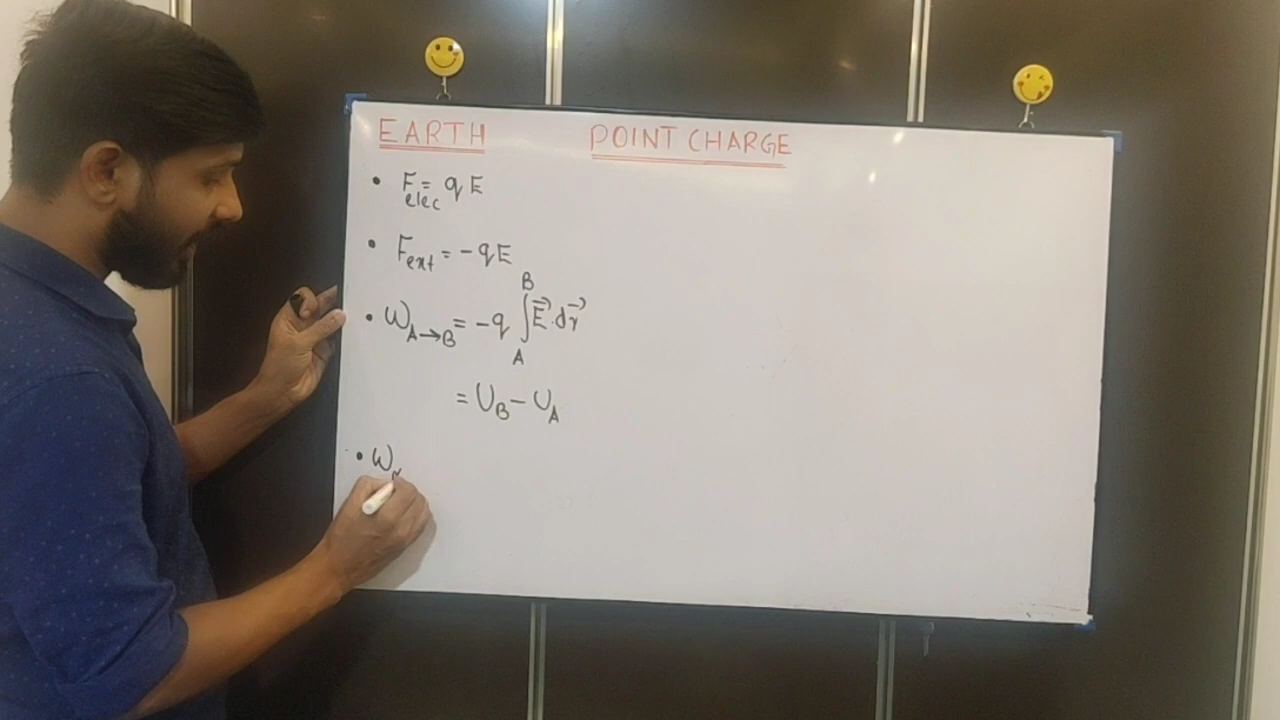 EARTH POINT CHARGE
• F_elec = qE
• F_ext = -qE
• W_A→B = -q ∫_A^B E⃗.dr⃗
= U_B - U_A
• W